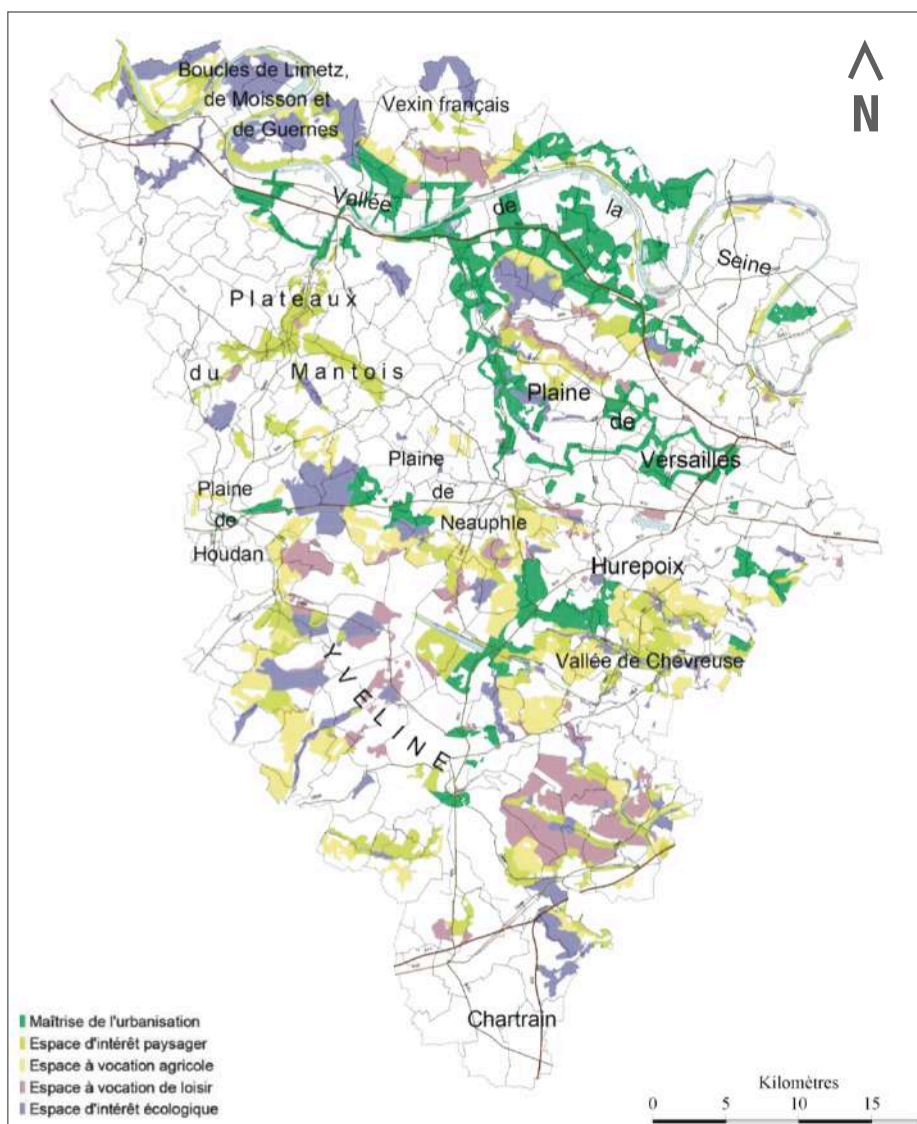 N
Boucles de Limetz,
de Moisson et
de Guernes
Vexin français
Vallée de la Seine
Plateaux
du Mantois
Plaine
de
Versailles
Plaine
de
Neauphle
Plaine
de
Houdan
Hurepoix
Vallée de Chevreuse
YVELINE
Chartrain
Maîtrise de l'urbanisation
Espace d'intérêt paysager
Espace à vocation agricole
Espace à vocation de loisir
Espace d'intérêt écologique
Kilomètres
0 5 10 15